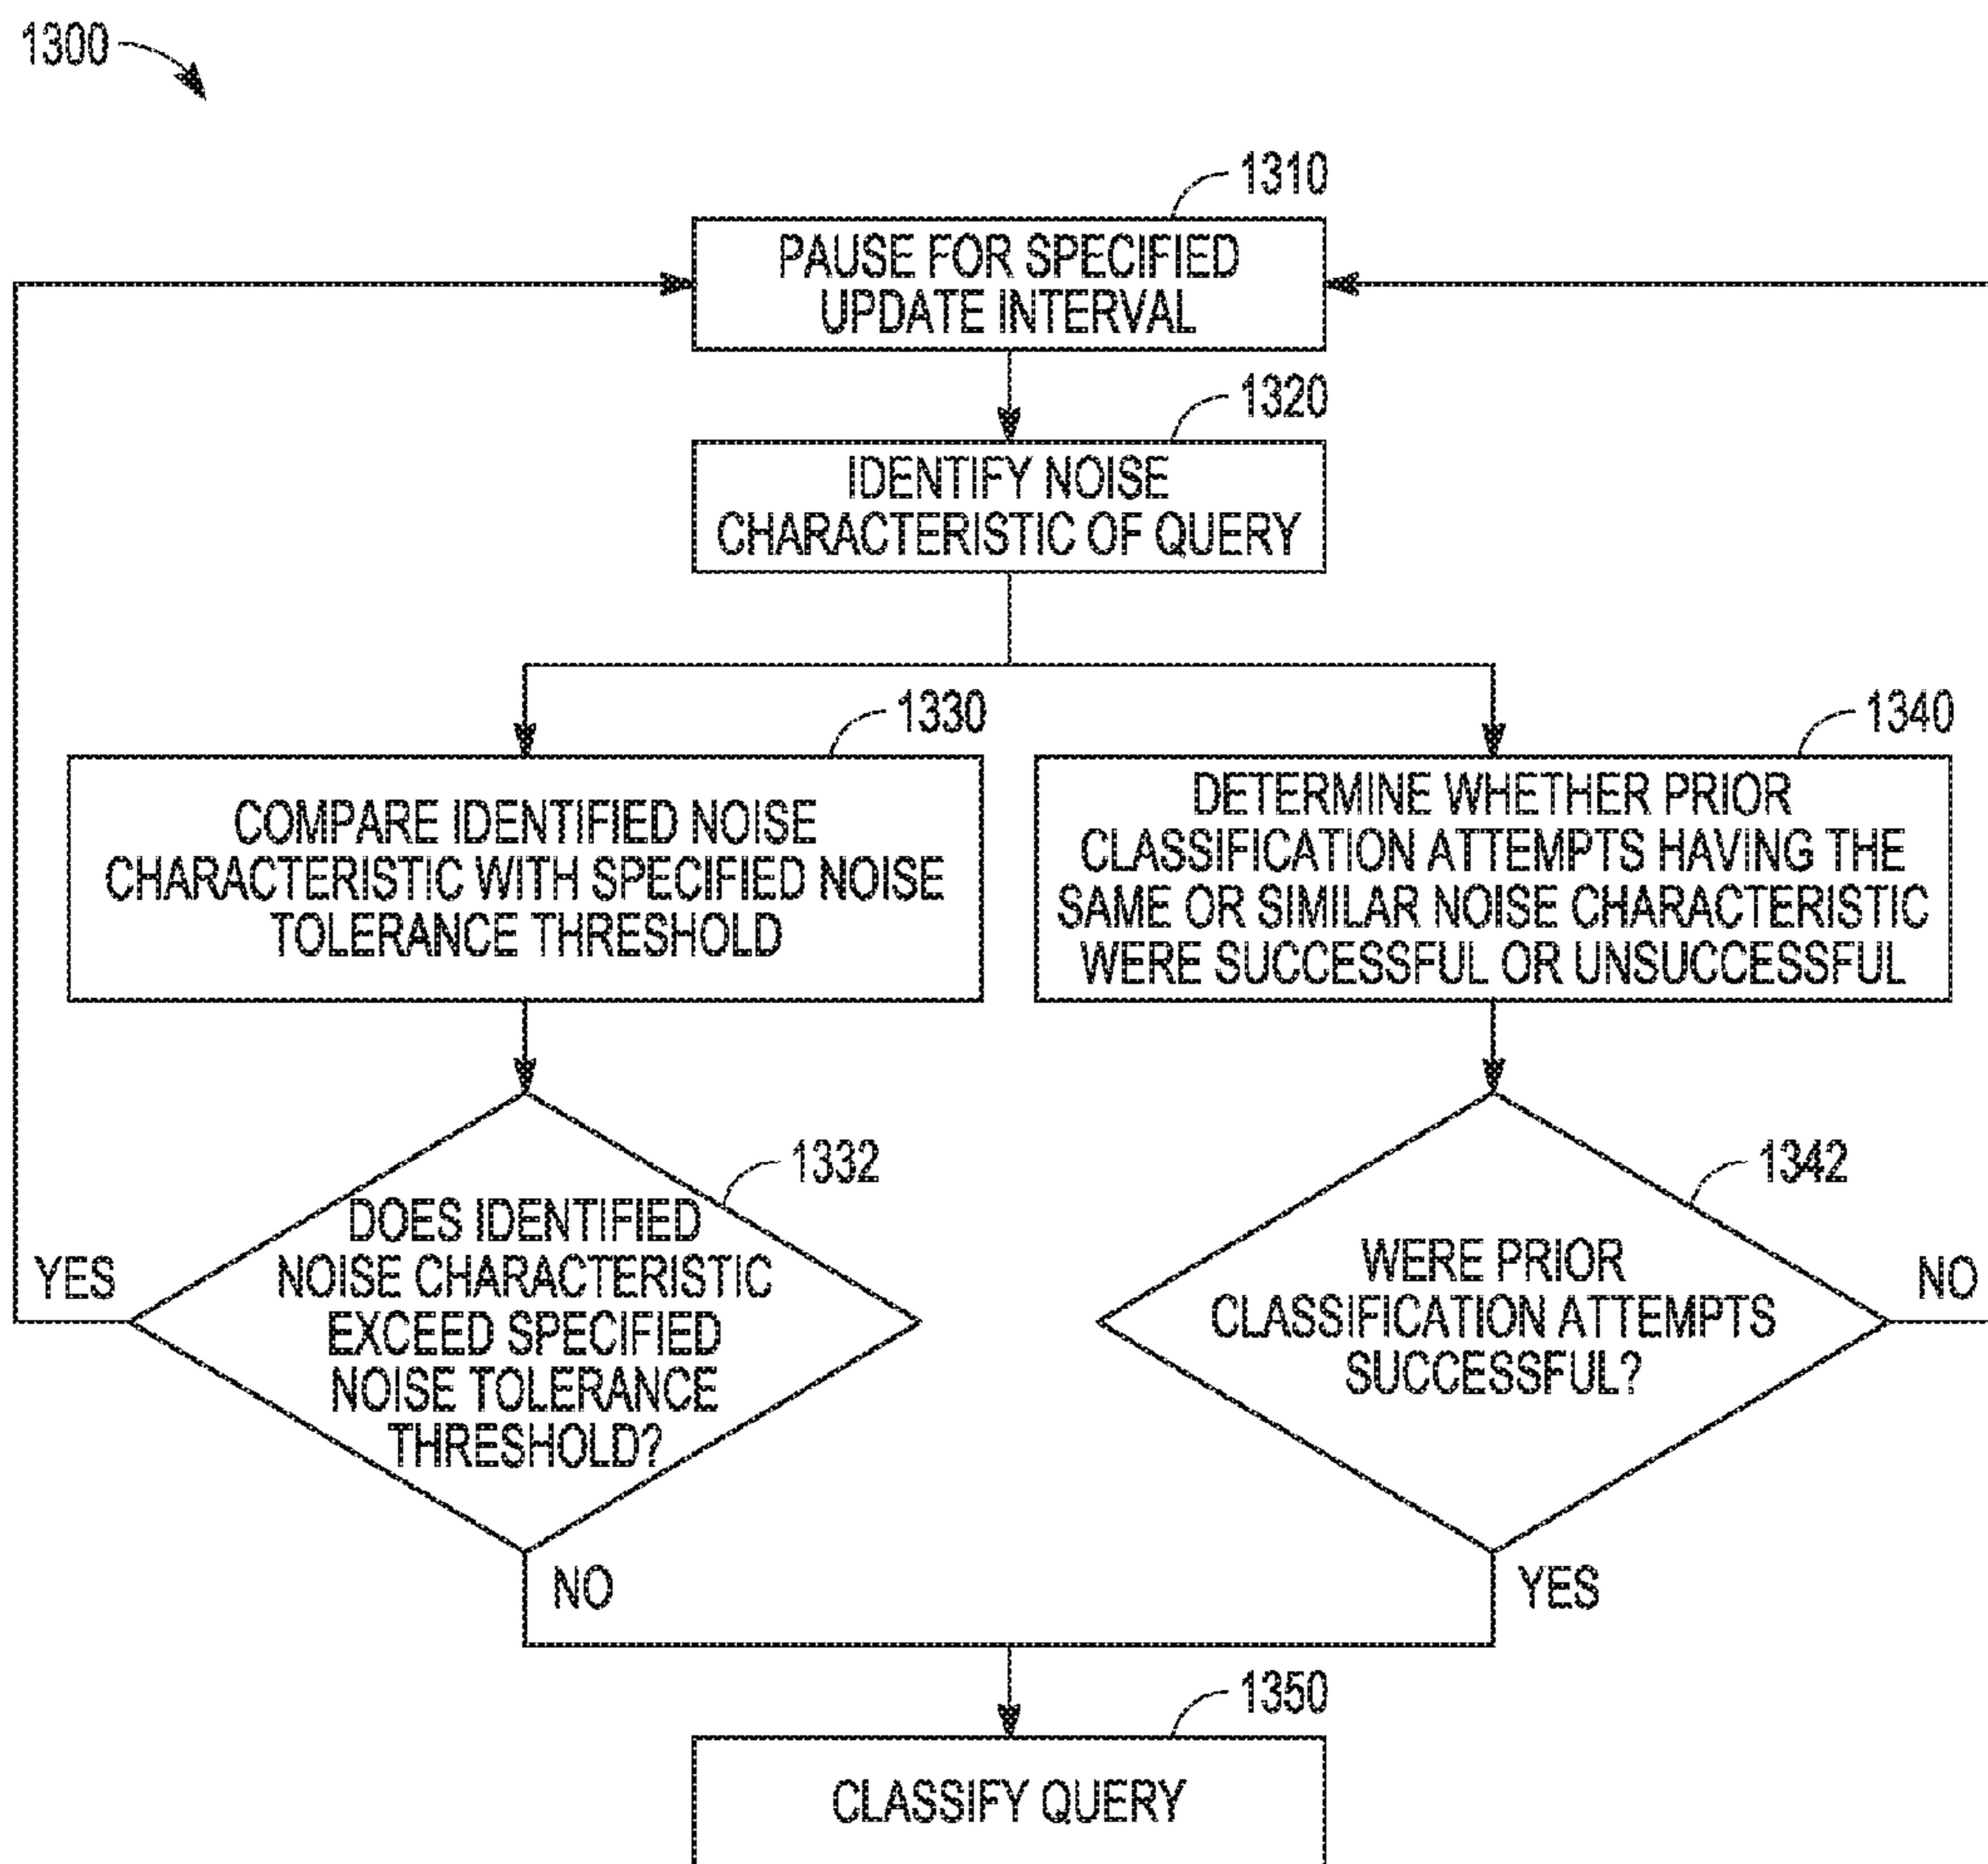 1300
1310
PAUSE FOR SPECIFIED
UPDATE INTERVAL
1320
IDENTIFY NOISE
CHARACTERISTIC OF QUERY
1330
COMPARE IDENTIFIED NOISE
CHARACTERISTIC WITH SPECIFIED NOISE
TOLERANCE THRESHOLD
1340
DETERMINE WHETHER PRIOR
CLASSIFICATION ATTEMPTS HAVING THE
SAME OR SIMILAR NOISE CHARACTERISTIC
WERE SUCCESSFUL OR UNSUCCESSFUL
1332
DOES IDENTIFIED
NOISE CHARACTERISTIC
EXCEED SPECIFIED
NOISE TOLERANCE
THRESHOLD?
YES
NO
1342
WERE PRIOR
CLASSIFICATION ATTEMPTS
SUCCESSFUL?
NO
YES
1350
CLASSIFY QUERY